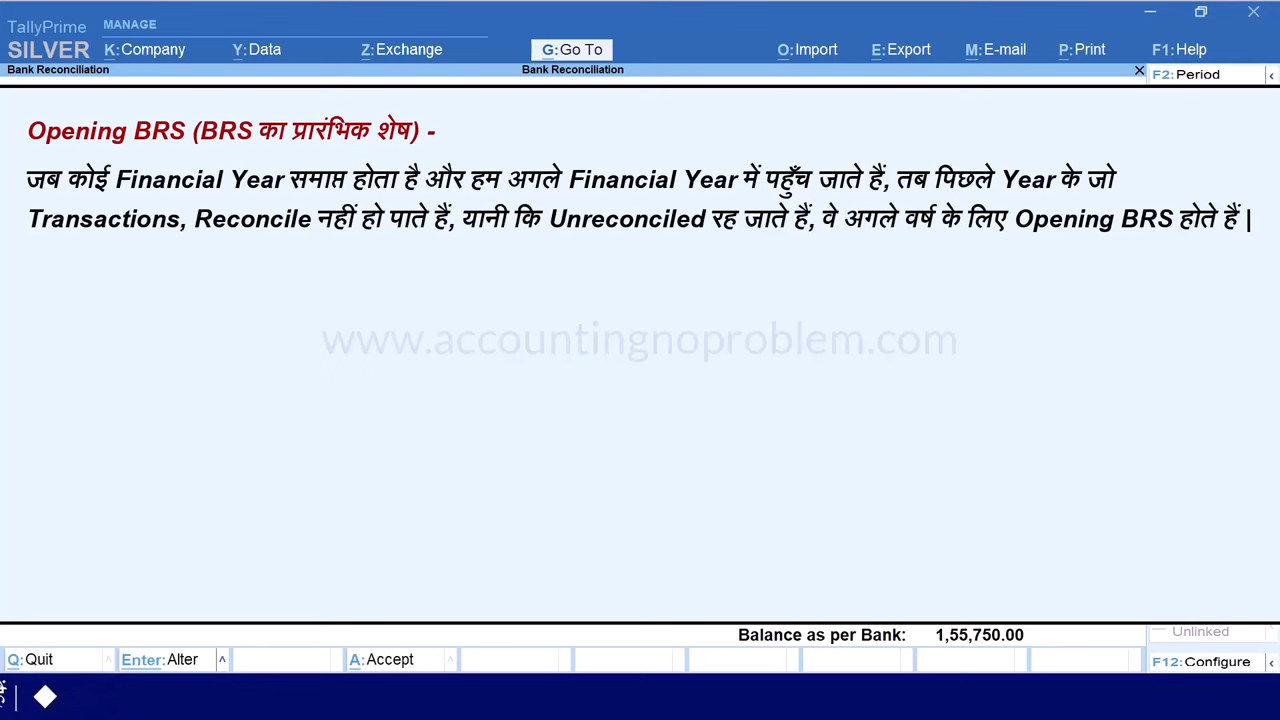 TallyPrime
MANAGE
SILVER
K:Company
Y:Data
Z:Exchange
G:Go To
O:Import
E:Export
M:E-mail
P:Print
F1:Help
Bank Reconciliation
Bank Reconciliation
F2:Period
Opening BRS (BRS का प्रारंभिक शेष) -
जब कोई Financial Year समाप्त होता है और हम अगले Financial Year में पहुँच जाते हैं, तब पिछले Year के जो
Transactions, Reconcile नहीं हो पाते हैं, यानी कि Unreconciled रह जाते हैं, वे अगले वर्ष के लिए Opening BRS होते हैं |
www.accountingnoproblem.com
Balance as per Bank: 1,55,750.00
Unlinked
Q:Quit
Enter:Alter
A:Accept
F12:Configure